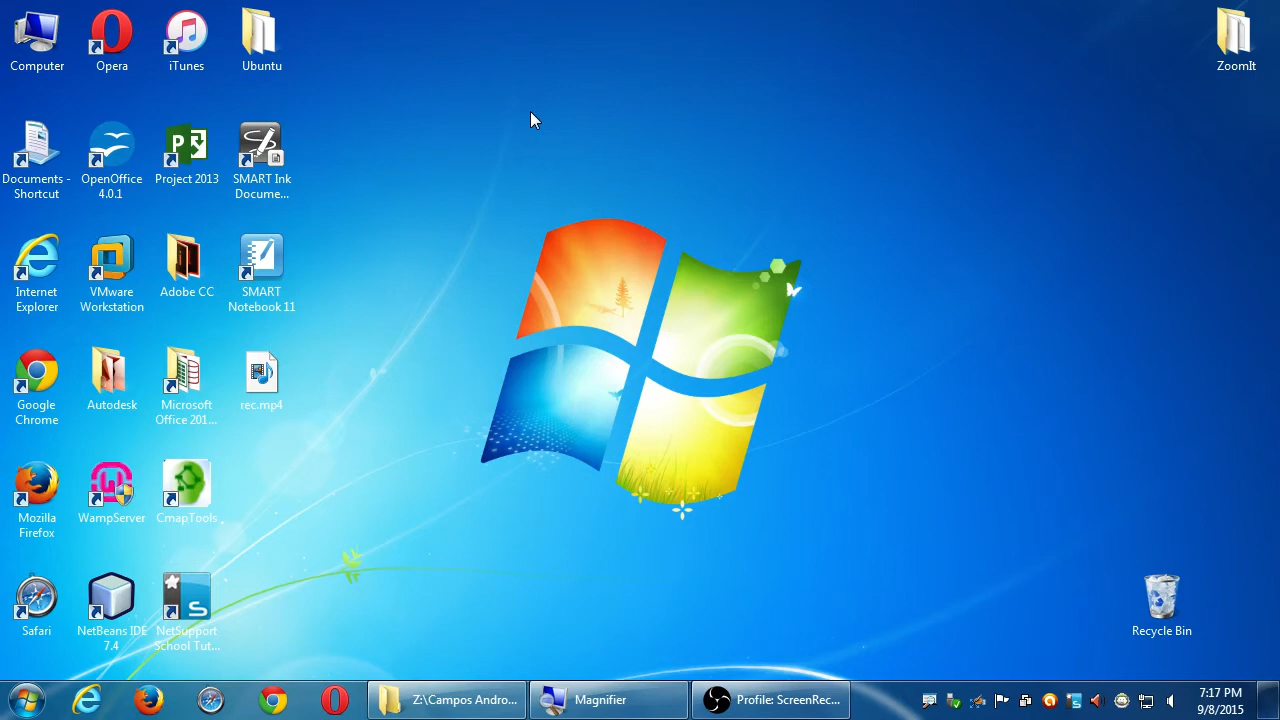 Computer
Opera
iTunes
Ubuntu
ZoomIt
Documents -
Shortcut
OpenOffice
4.0.1
Project 2013
SMART Ink
Docume...
Internet
Explorer
VMware
Workstation
Adobe CC
SMART
Notebook 11
Google
Chrome
Autodesk
Microsoft
Office 201...
rec.mp4
Mozilla
Firefox
WampServer
CmapTools
Safari
NetBeans IDE
7.4
NetSupport
School Tut...
Recycle Bin
Z:\Campos Andro...
Magnifier
Profile: ScreenRec...
7:17 PM
9/8/2015